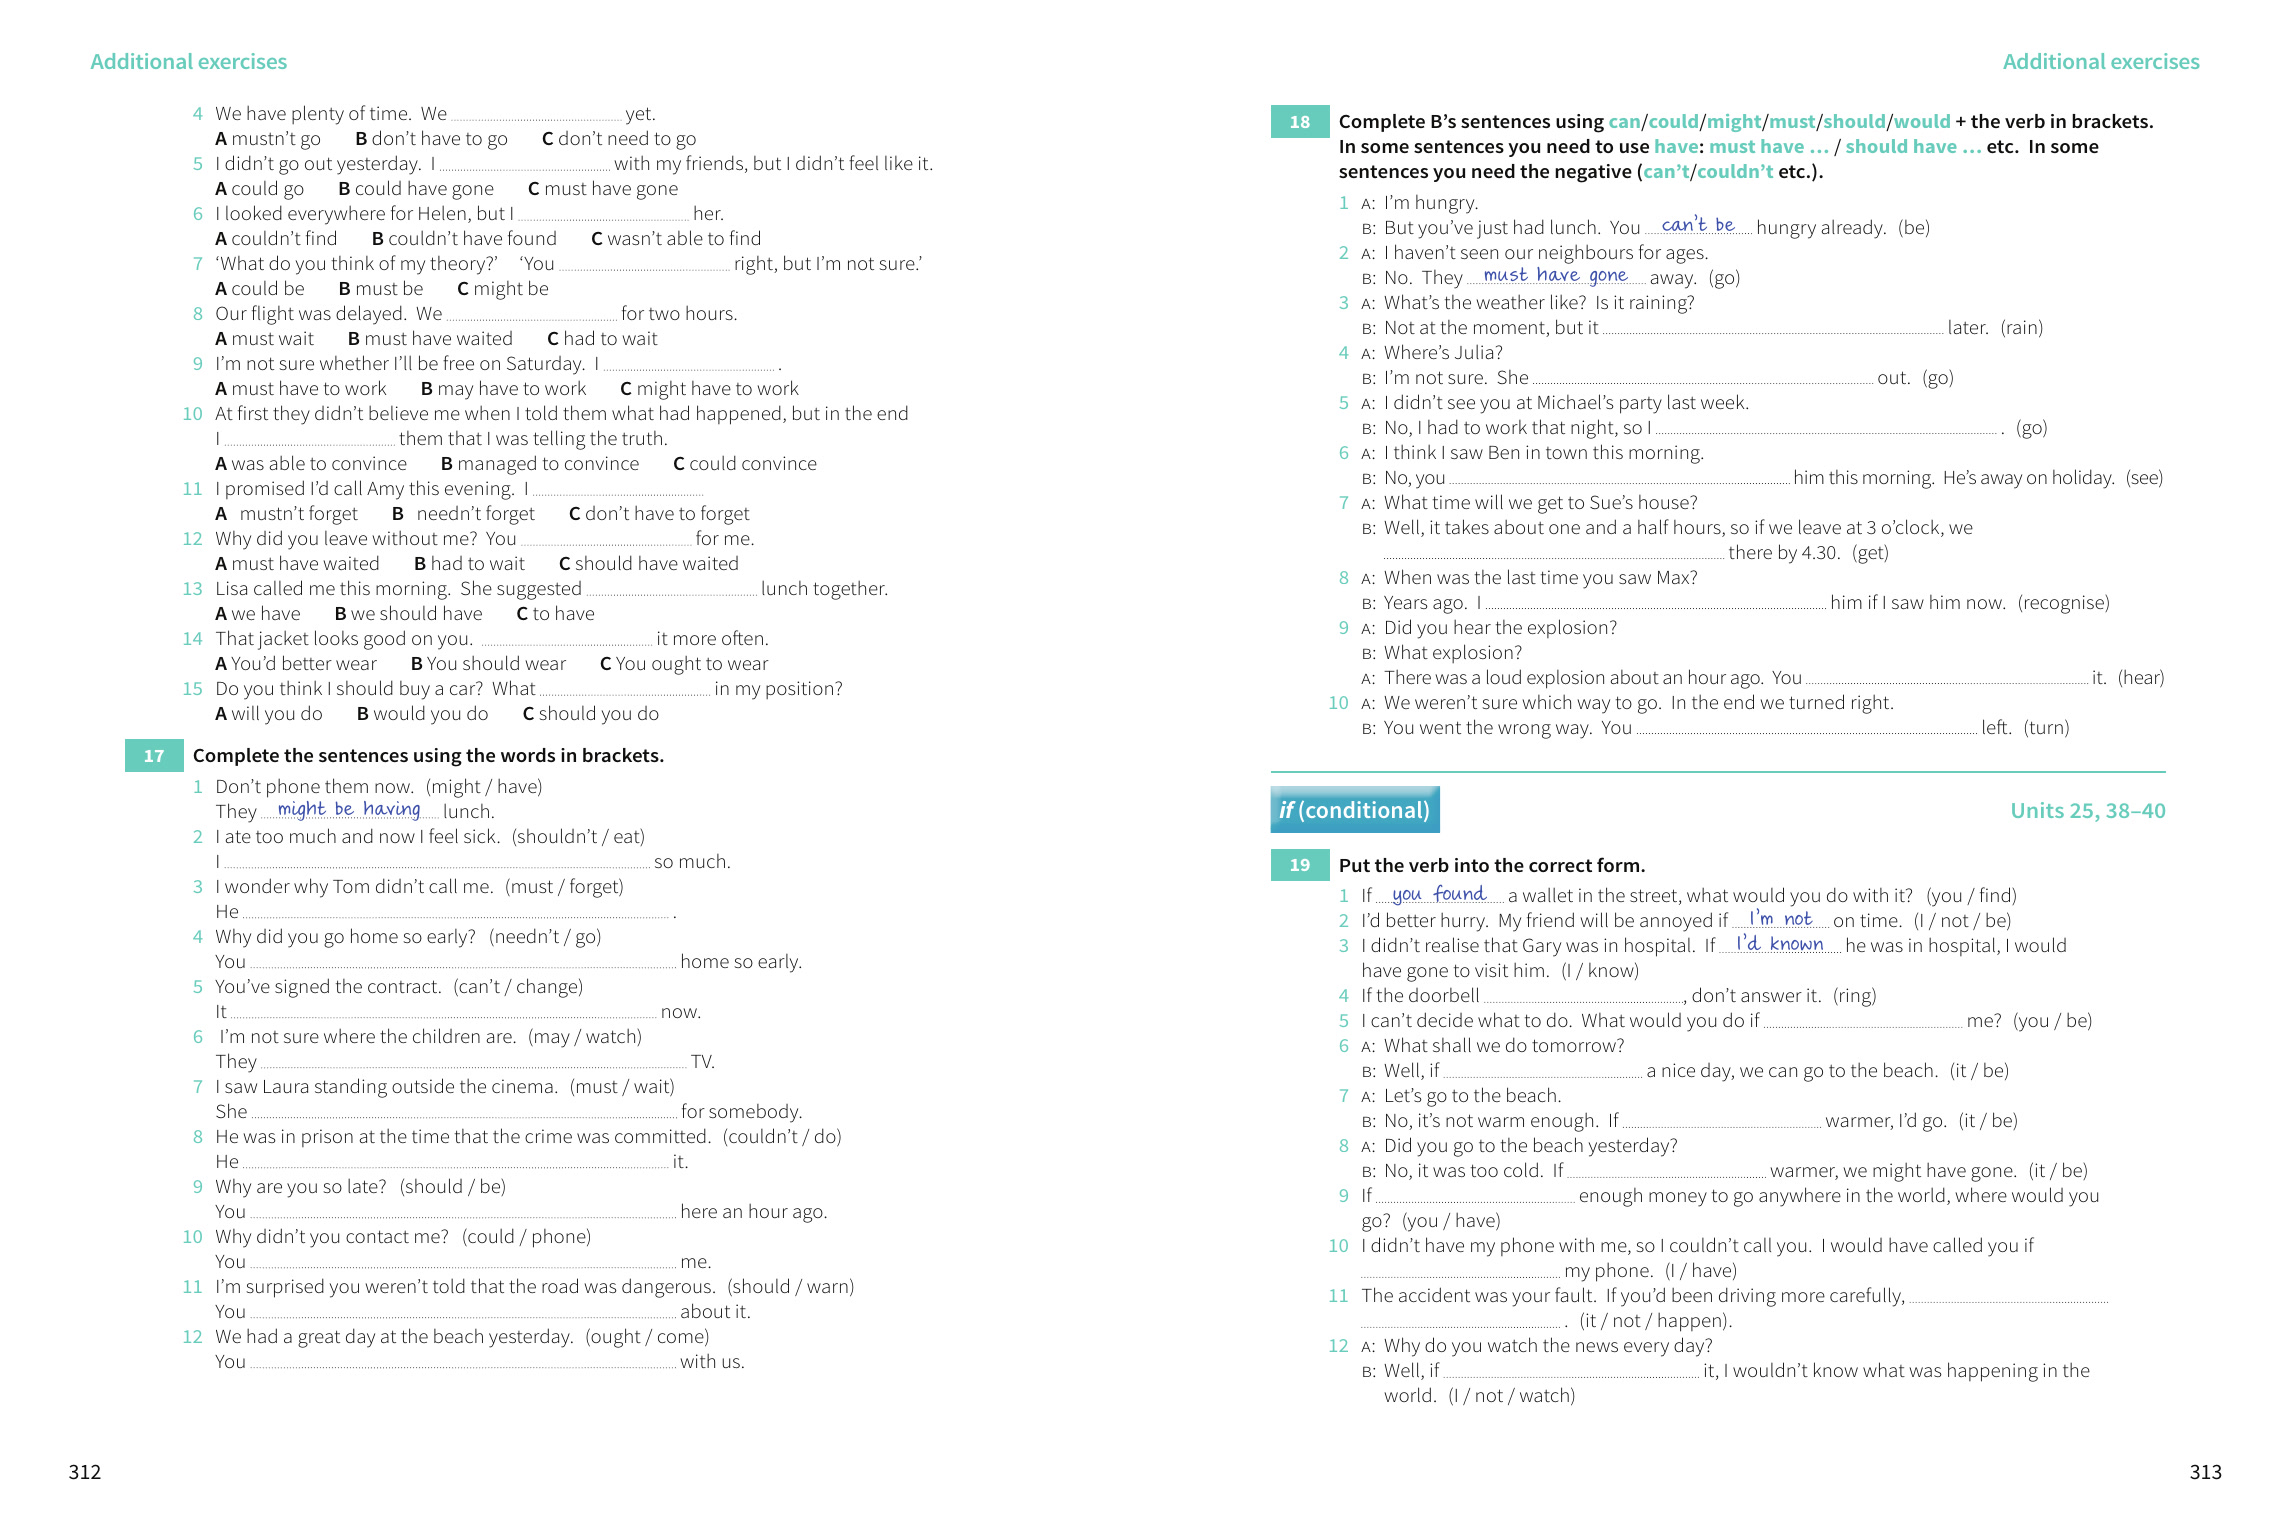 Additional exercises
4 We have plenty of time. We ........ yet.
A mustn't go B don't have to go C don't need to go
5 I didn't go out yesterday. I ........ with my friends, but I didn't feel like it.
A could go B could have gone C must have gone
6 I looked everywhere for Helen, but I ........ her.
A couldn't find B couldn't have found C wasn't able to find
7 ‘What do you think of my theory?’ ‘You ........ right, but I'm not sure.’
A could be B must be C might be
8 Our flight was delayed. We ........ for two hours.
A must wait B must have waited C had to wait
9 I'm not sure whether I'll be free on Saturday. I ........ .
A must have to work B may have to work C might have to work
10 At first they didn't believe me when I told them what had happened, but in the end
I ........ them that I was telling the truth.
A was able to convince B managed to convince C could convince
11 I promised I'd call Amy this evening. I ........
A mustn't forget B needn't forget C don't have to forget
12 Why did you leave without me? You ........ for me.
A must have waited B had to wait C should have waited
13 Lisa called me this morning. She suggested ........ lunch together.
A we have B we should have C to have
14 That jacket looks good on you. ........ it more often.
A You'd better wear B You should wear C You ought to wear
15 Do you think I should buy a car? What ........ in my position?
A will you do B would you do C should you do
17 Complete the sentences using the words in brackets.
1 Don't phone them now. (might / have)
They might be having lunch.
2 I ate too much and now I feel sick. (shouldn't / eat)
I ........ so much.
3 I wonder why Tom didn't call me. (must / forget)
He ........ .
4 Why did you go home so early? (needn't / go)
You ........ home so early.
5 You've signed the contract. (can't / change)
It ........ now.
6 I'm not sure where the children are. (may / watch)
They ........ TV.
7 I saw Laura standing outside the cinema. (must / wait)
She ........ for somebody.
8 He was in prison at the time that the crime was committed. (couldn't / do)
He ........ it.
9 Why are you so late? (should / be)
You ........ here an hour ago.
10 Why didn't you contact me? (could / phone)
You ........ me.
11 I'm surprised you weren't told that the road was dangerous. (should / warn)
You ........ about it.
12 We had a great day at the beach yesterday. (ought / come)
You ........ with us.
312
Additional exercises
18 Complete B's sentences using can/could/might/must/should/would + the verb in brackets.
In some sentences you need to use have: must have … / should have … etc. In some
sentences you need the negative (can't/couldn't etc.).
1 A: I'm hungry.
B: But you've just had lunch. You can't be hungry already. (be)
2 A: I haven't seen our neighbours for ages.
B: No. They must have gone away. (go)
3 A: What's the weather like? Is it raining?
B: Not at the moment, but it ........ later. (rain)
4 A: Where's Julia?
B: I'm not sure. She ........ out. (go)
5 A: I didn't see you at Michael's party last week.
B: No, I had to work that night, so I ........ . (go)
6 A: I think I saw Ben in town this morning.
B: No, you ........ him this morning. He's away on holiday. (see)
7 A: What time will we get to Sue's house?
B: Well, it takes about one and a half hours, so if we leave at 3 o'clock, we
........ there by 4.30. (get)
8 A: When was the last time you saw Max?
B: Years ago. I ........ him if I saw him now. (recognise)
9 A: Did you hear the explosion?
B: What explosion?
A: There was a loud explosion about an hour ago. You ........ it. (hear)
10 A: We weren't sure which way to go. In the end we turned right.
B: You went the wrong way. You ........ left. (turn)
if (conditional) Units 25, 38–40
19 Put the verb into the correct form.
1 If you found a wallet in the street, what would you do with it? (you / find)
2 I'd better hurry. My friend will be annoyed if I'm not on time. (I / not / be)
3 I didn't realise that Gary was in hospital. If I'd known he was in hospital, I would
have gone to visit him. (I / know)
4 If the doorbell ........, don't answer it. (ring)
5 I can't decide what to do. What would you do if ........ me? (you / be)
6 A: What shall we do tomorrow?
B: Well, if ........ a nice day, we can go to the beach. (it / be)
7 A: Let's go to the beach.
B: No, it's not warm enough. If ........ warmer, I'd go. (it / be)
8 A: Did you go to the beach yesterday?
B: No, it was too cold. If ........ warmer, we might have gone. (it / be)
9 If ........ enough money to go anywhere in the world, where would you
go? (you / have)
10 I didn't have my phone with me, so I couldn't call you. I would have called you if
........ my phone. (I / have)
11 The accident was your fault. If you'd been driving more carefully, ........
........ . (it / not / happen).
12 A: Why do you watch the news every day?
B: Well, if ........ it, I wouldn't know what was happening in the
world. (I / not / watch)
313